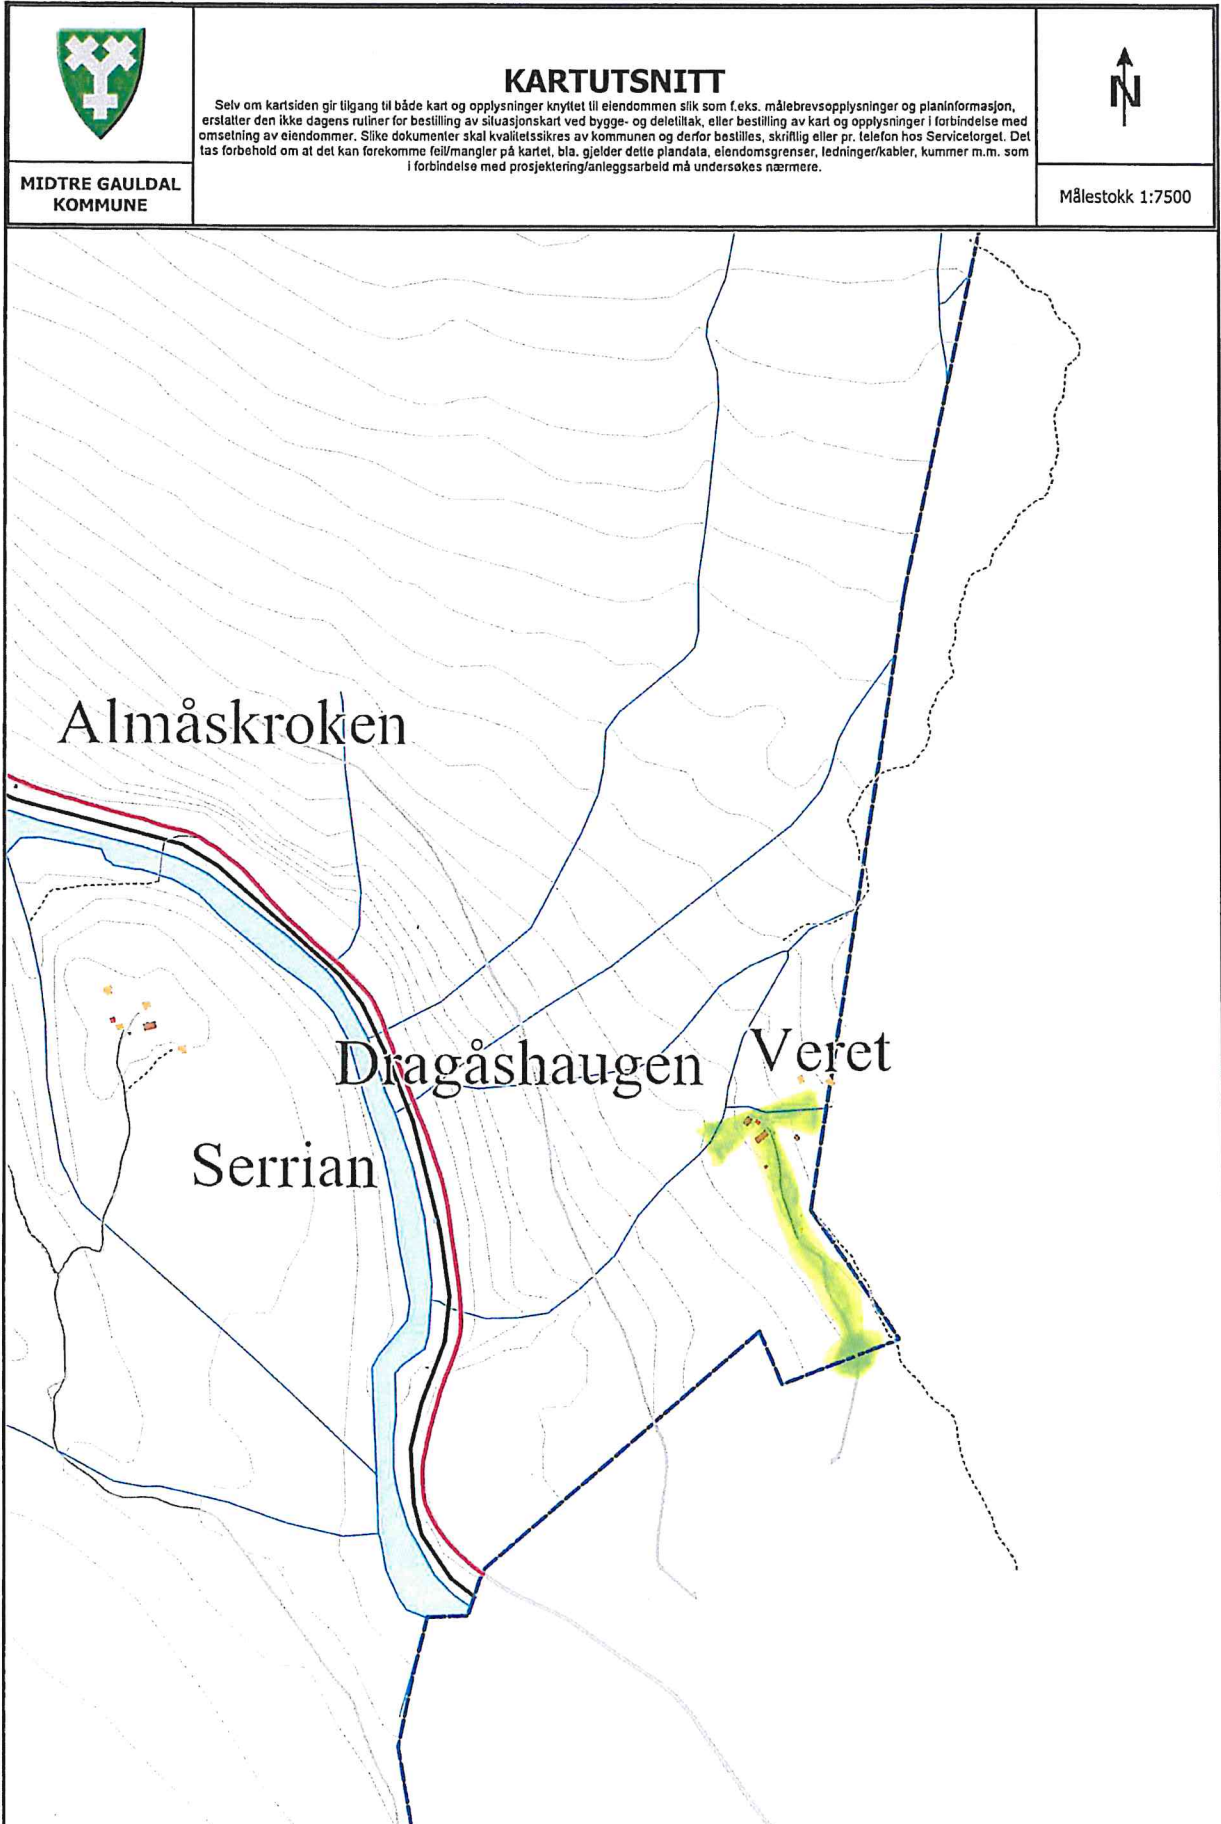 KARTUTSNITT
Selv om kartsiden gir tilgang til både kart og opplysninger knyttet til eiendommen slik som f.eks. målebrevsopplysninger og planinformasjon,
erstatter den ikke dagens rutiner for bestilling av situasjonskart ved bygge- og deletiltak, eller bestilling av kart og opplysninger i forbindelse med
omsetning av eiendommer. Slike dokumenter skal kvalitetssikres av kommunen og derfor bestilles, skriftlig eller pr. telefon hos Servicetorget. Det
tas forbehold om at det kan forekomme feil/mangler på kartet, bla. gjelder dette plandata, eiendomsgrenser, ledninger/kabler, kummer m.m. som
i forbindelse med prosjektering/anleggsarbeid må undersøkes nærmere.
N
MIDTRE GAULDAL
KOMMUNE
Målestokk 1:7500
Almåskroken
Dragåshaugen
Veret
Serrian